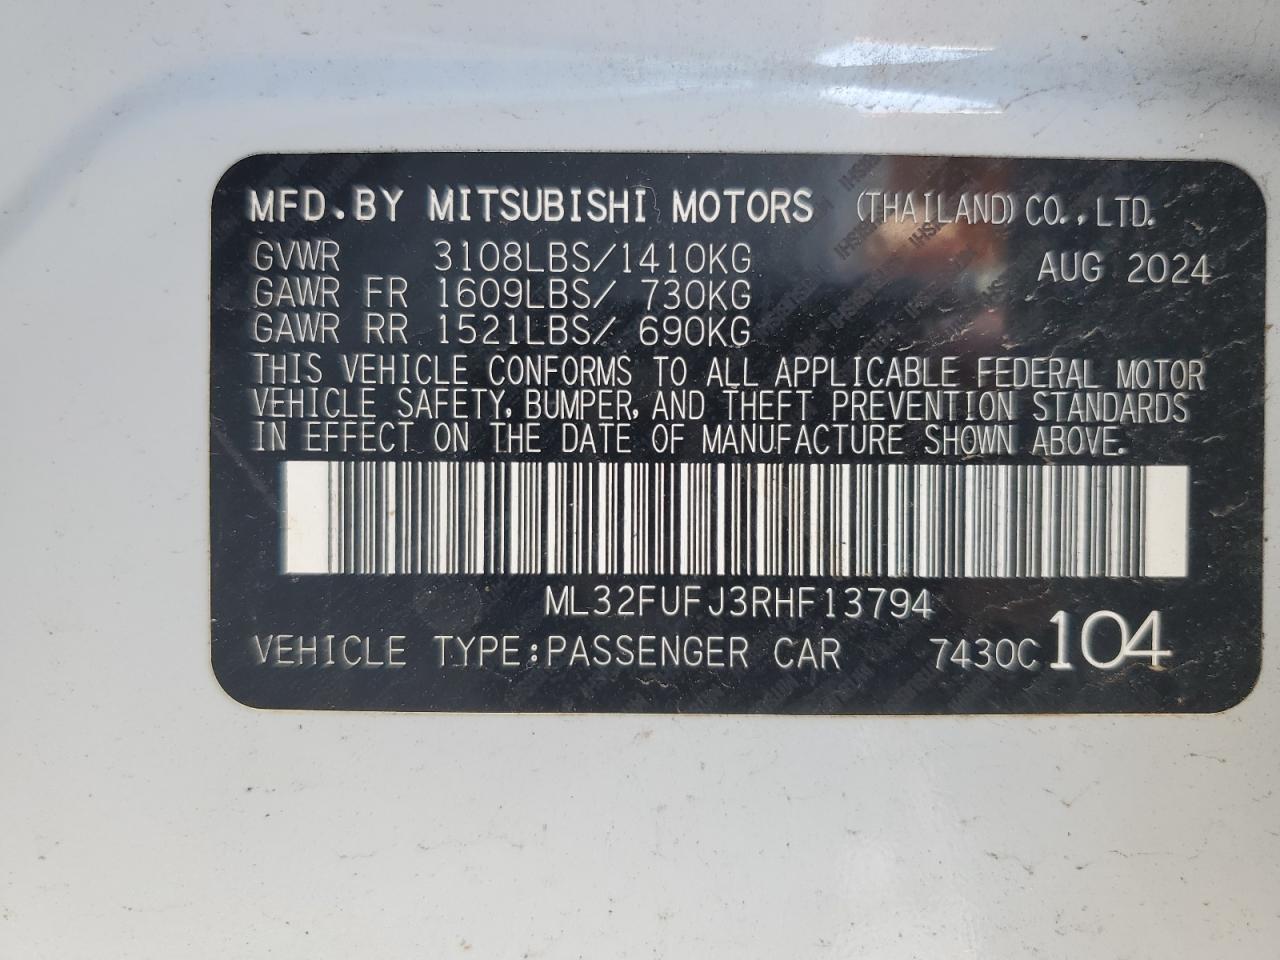 MFD.BY MITSUBISHI MOTORS (THAILAND) CO.,LTD.
GVWR 3108LBS/1410KG AUG 2024
GAWR FR 1609LBS/ 730KG
GAWR RR 1521LBS/ 690KG
THIS VEHICLE CONFORMS TO ALL APPLICABLE FEDERAL MOTOR
VEHICLE SAFETY, BUMPER, AND THEFT PREVENTION STANDARDS
IN EFFECT ON THE DATE OF MANUFACTURE SHOWN ABOVE.
ML32FUFJ3RHF13794
VEHICLE TYPE:PASSENGER CAR 7430C 104